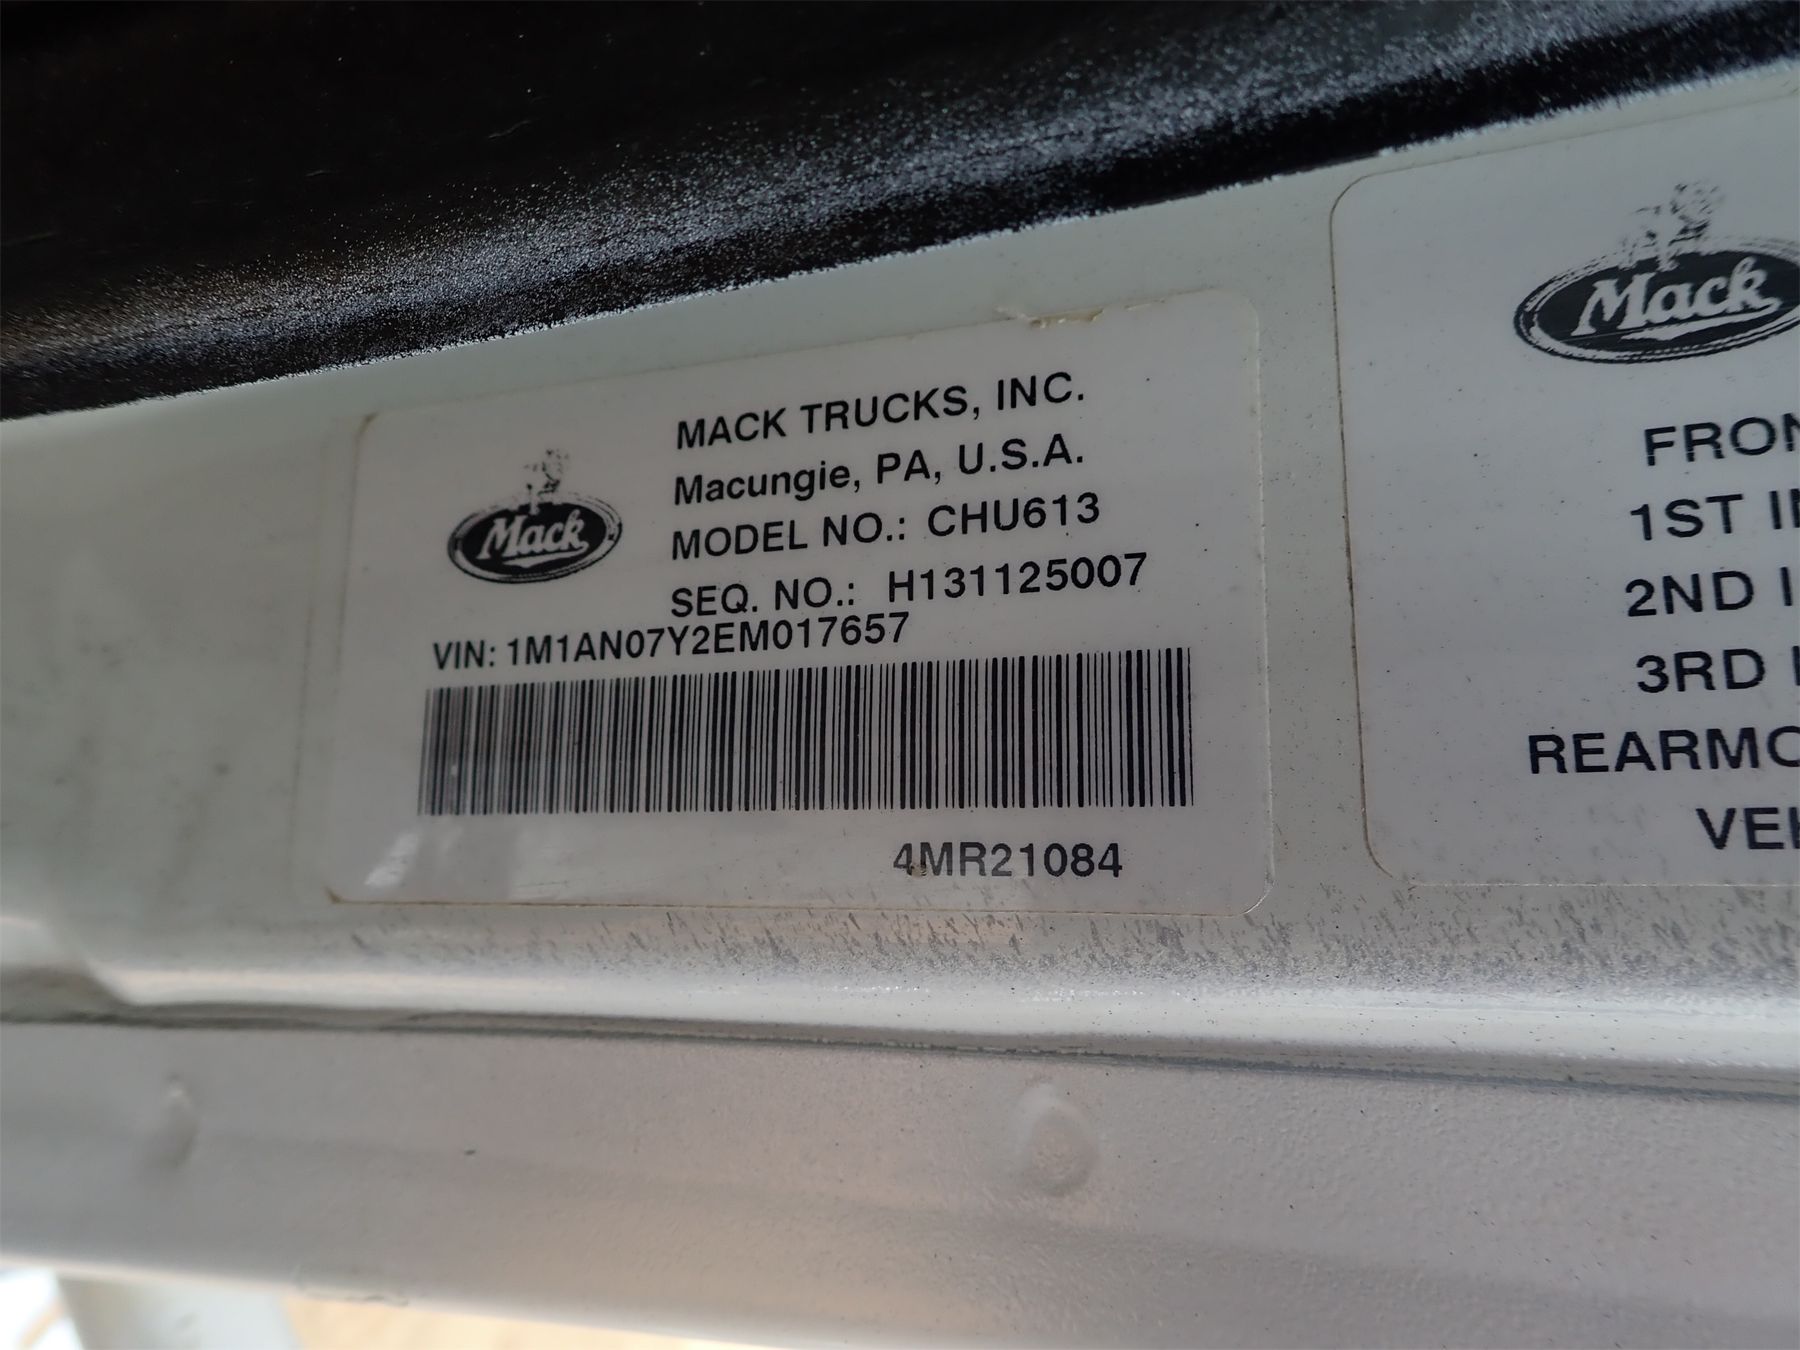 Mack
MACK TRUCKS, INC.
Macungie, PA, U.S.A.
MODEL NO.: CHU613
SEQ. NO.: H131125007
VIN: 1M1AN07Y2EM017657
4MR21084
Mack
FRON
1ST I
2ND I
3RD
REARMO
VEH